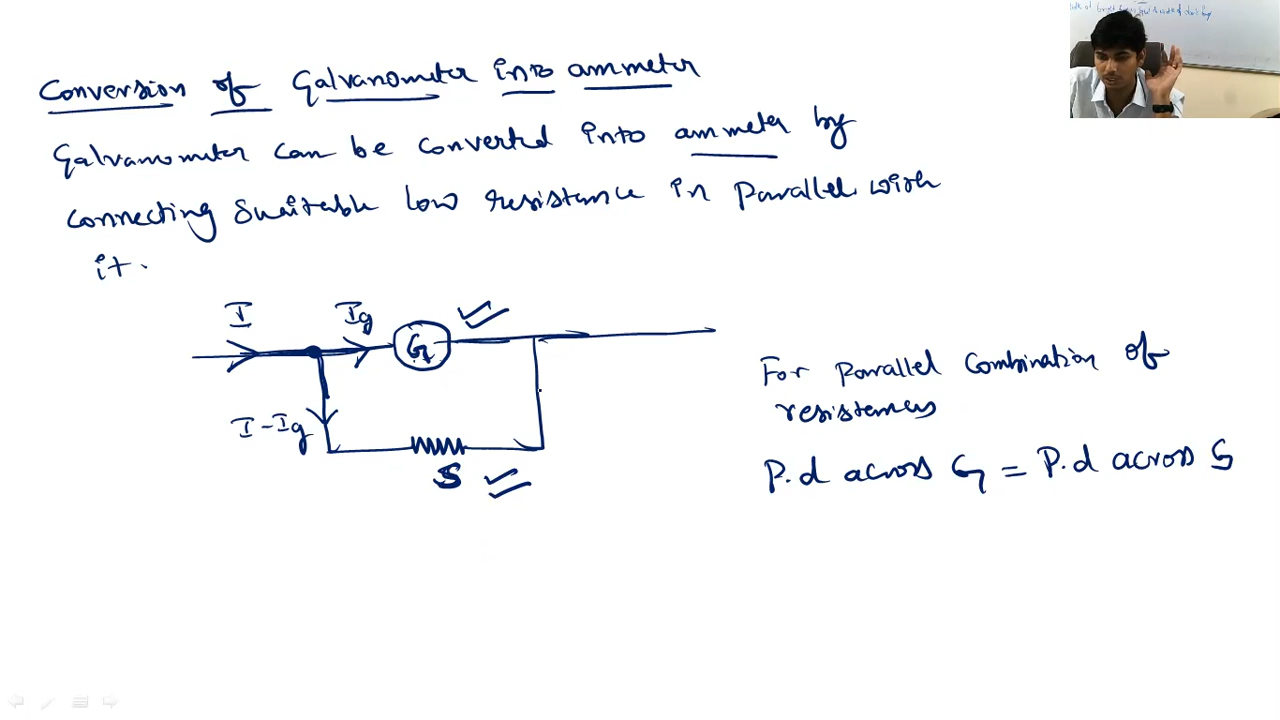 Conversion of Galvanometer into ammeter
Galvanometer can be converted into ammeter by
connecting suitable low resistance in parallel with
it.
I
Ig
G
I-Ig
S
For parallel combination of
resistances
P.d across G = P.d across S